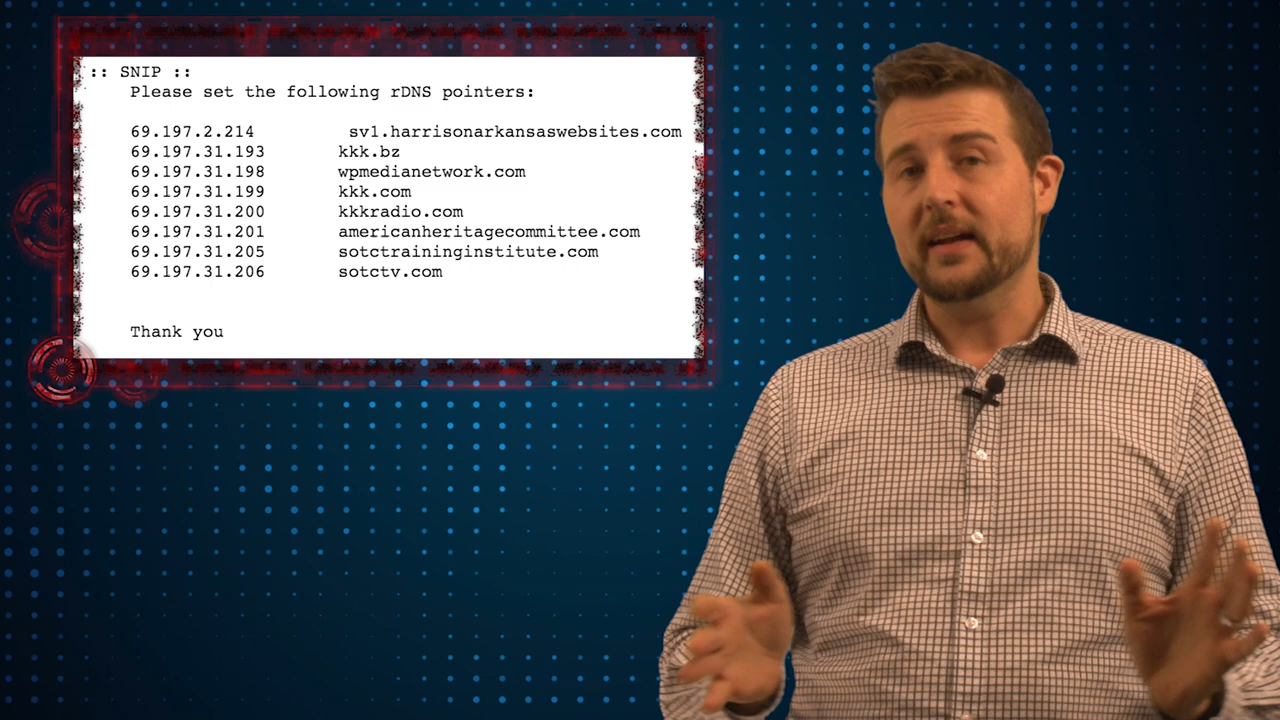 :: SNIP ::
Please set the following rDNS pointers:
69.197.2.214 sv1.harrisonarkansaswebsites.com
69.197.31.193 kkk.bz
69.197.31.198 wpmedianetwork.com
69.197.31.199 kkk.com
69.197.31.200 kkkradio.com
69.197.31.201 americanheritagecommittee.com
69.197.31.205 sotctraininginstitute.com
69.197.31.206 sotctv.com
Thank you